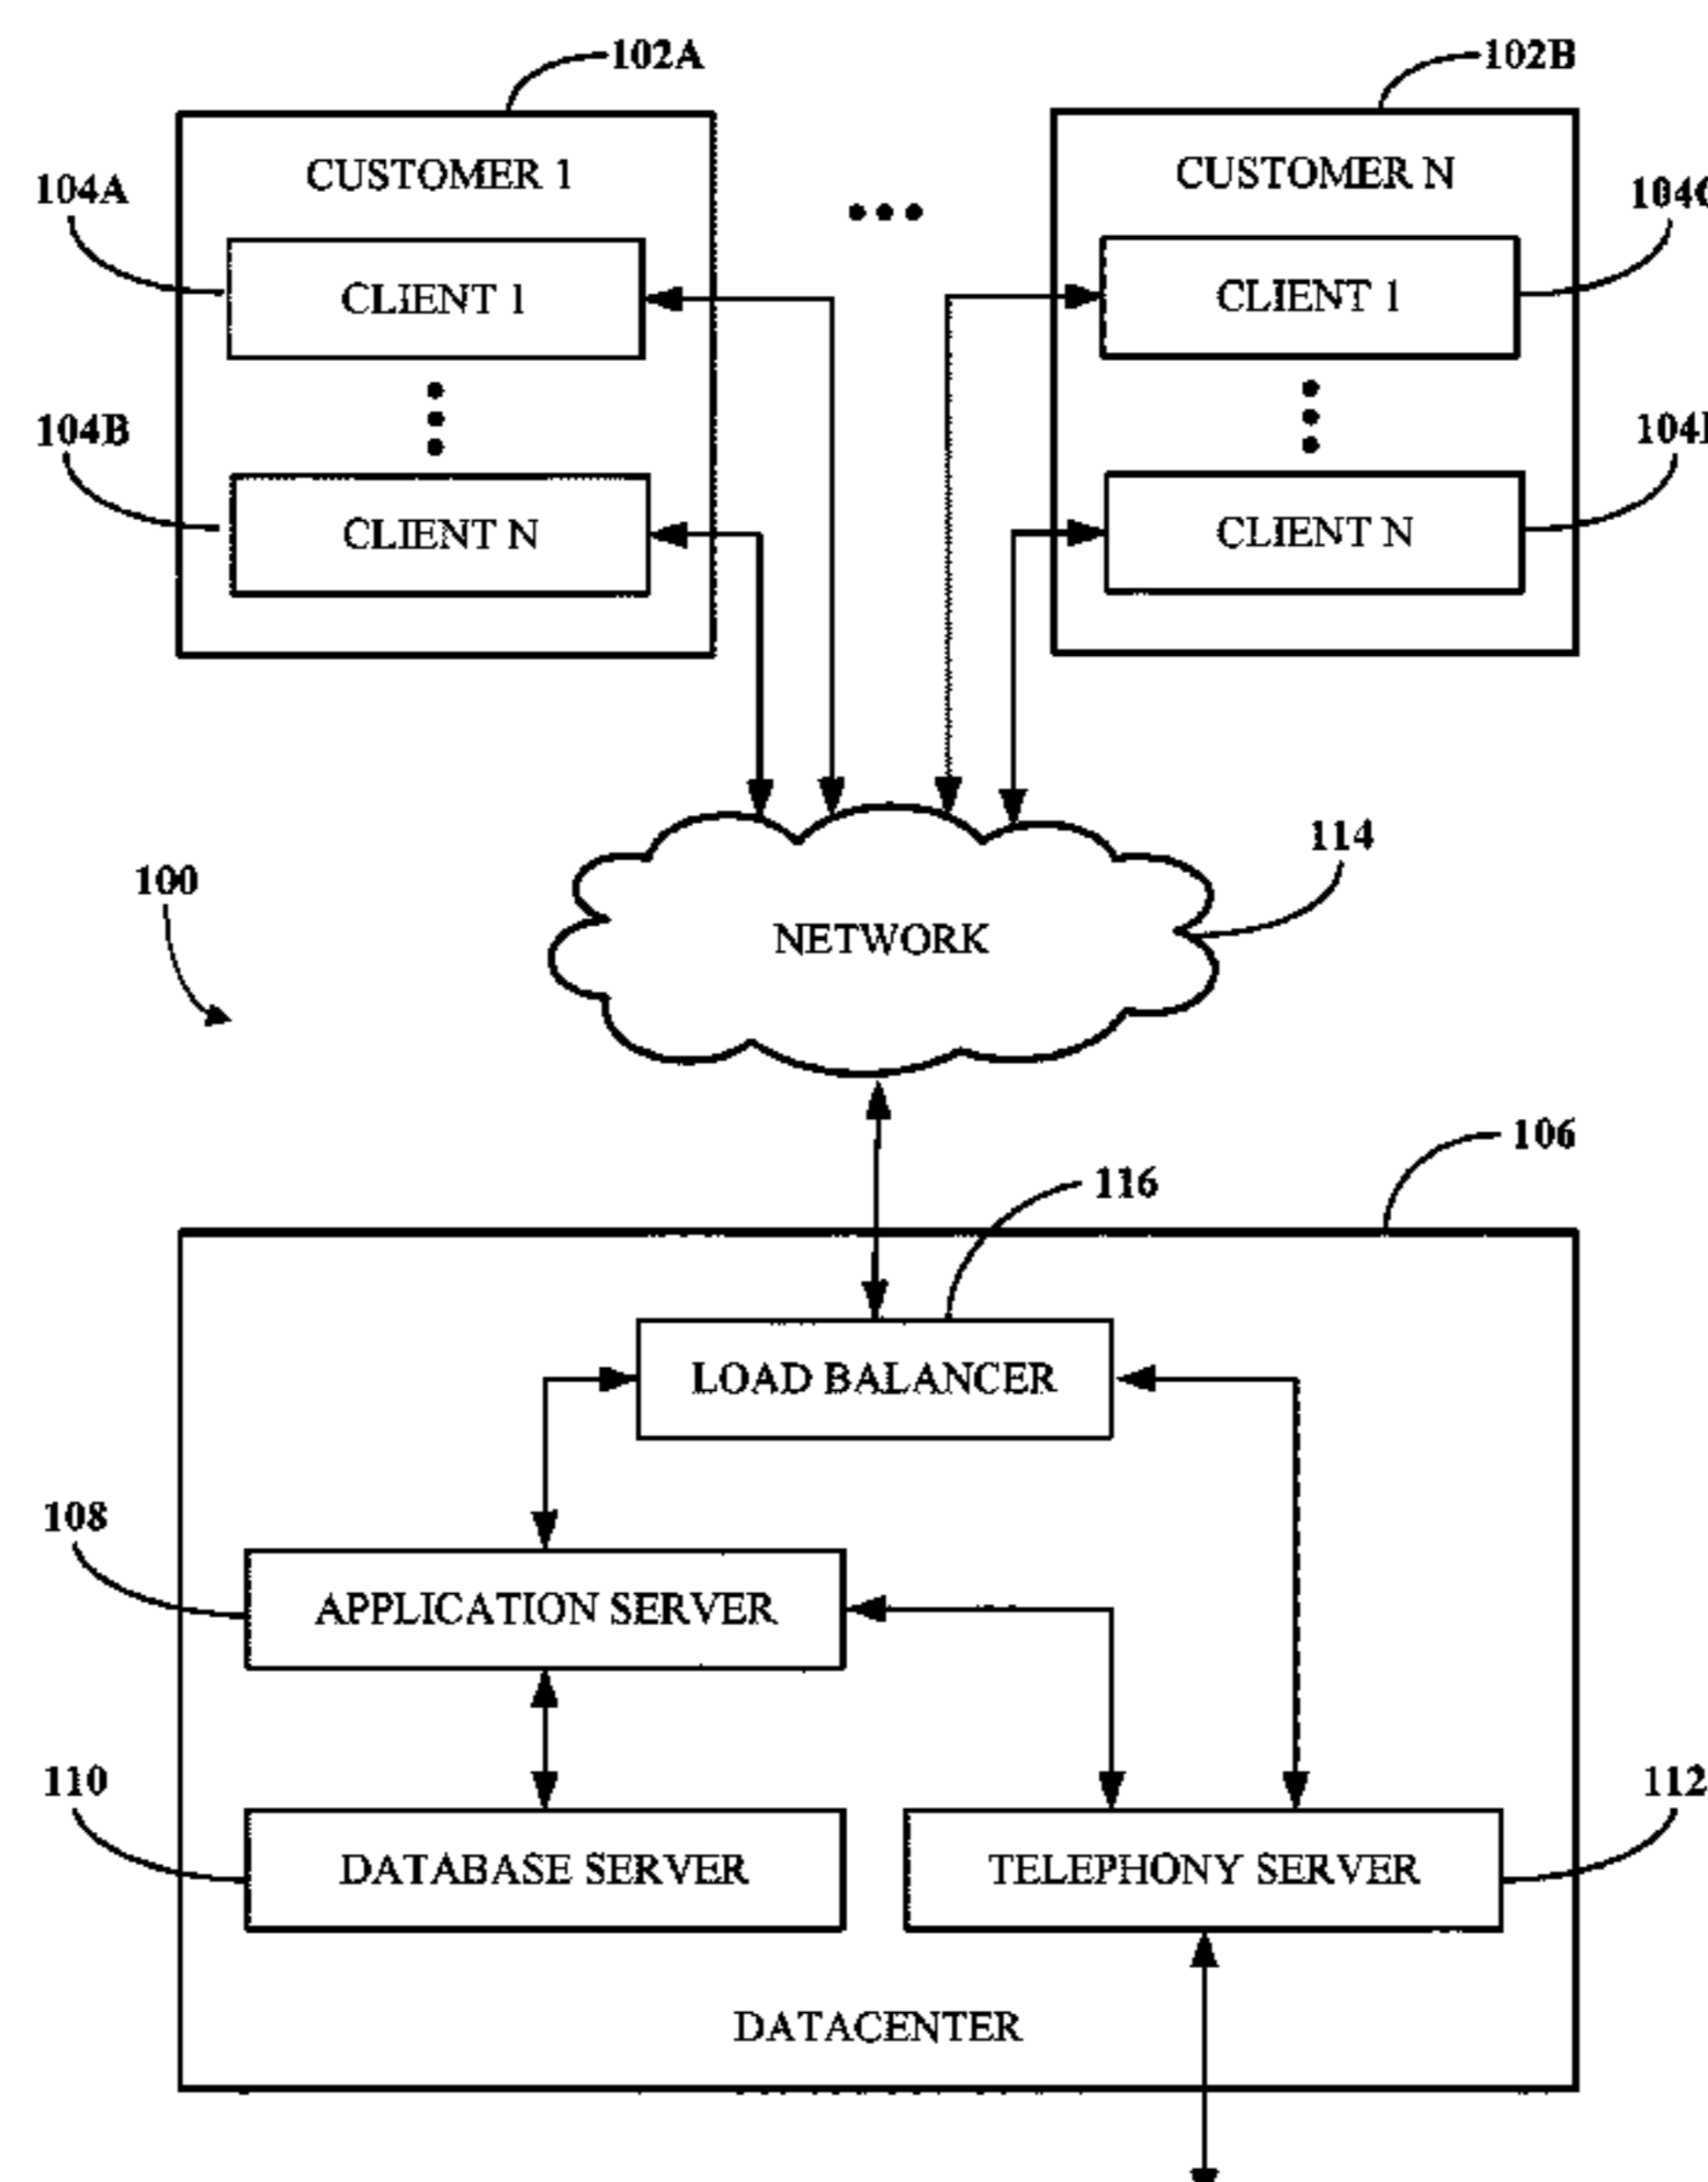 102A
102B
CUSTOMER 1
CUSTOMER N
104A
CLIENT 1
CLIENT 1
104B
CLIENT N
CLIENT N
114
100
NETWORK
106
116
LOAD BALANCER
108
APPLICATION SERVER
110
112
DATABASE SERVER
TELEPHONY SERVER
DATACENTER